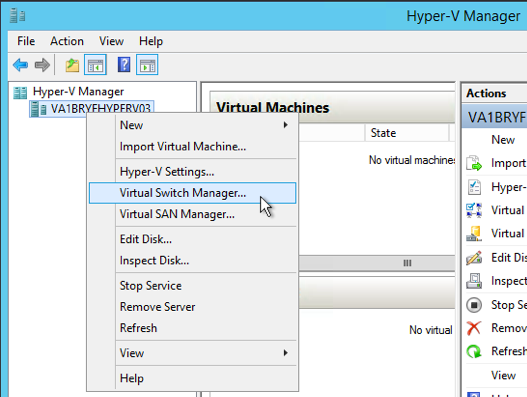 Hyper-V Manager
File Action View Help
Hyper-V Manager
VA1BRYFHYPERV03
New
Import Virtual Machine...
Hyper-V Settings...
Virtual Switch Manager...
Virtual SAN Manager...
Edit Disk...
Inspect Disk...
Stop Service
Remove Server
Refresh
View
Help
Virtual Machines
State
No virtual machine
No virtual
Actions
VA1BRYFH
New
Import
Hyper-
Virtual
Virtual
Edit Dis
Inspect
Stop Se
Remov
Refresh
View